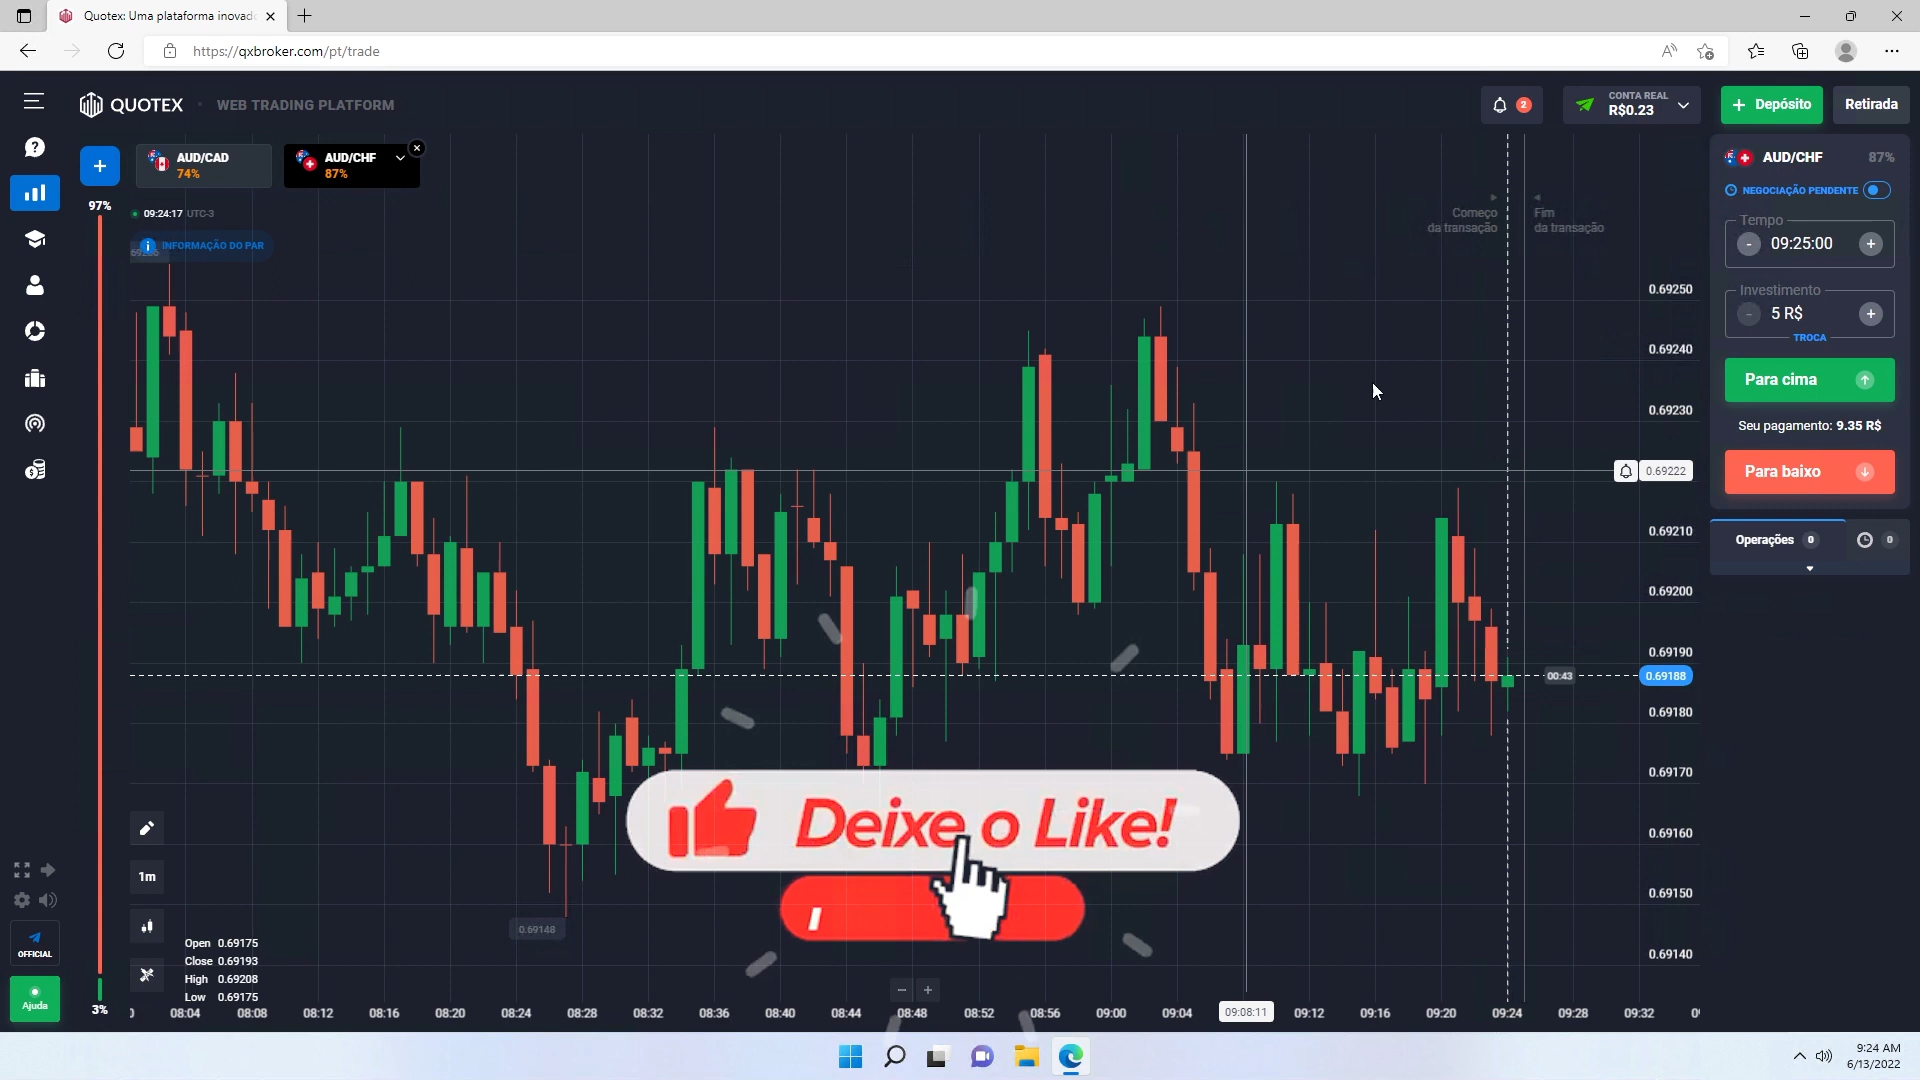 Quotex: Uma plataforma inovad
https://qxbroker.com/pt/trade
QUOTEX · WEB TRADING PLATFORM
2
CONTA REAL
R$0.23
+ Depósito
Retirada
+
AUD/CAD
74%
AUD/CHF
87%
97%
09:24:17 UTC-3
INFORMAÇÃO DO PAR
Começo
da transação
Fim
da transação
AUD/CHF 87%
NEGOCIAÇÃO PENDENTE
Tempo
- 09:25:00 +
Investimento
- 5 R$ +
TROCA
Para cima
Seu pagamento: 9.35 R$
Para baixo
Operações 0
0
0.69250
0.69240
0.69230
0.69222
0.69210
0.69200
0.69190
00:43
0.69188
0.69180
0.69170
0.69160
0.69150
0.69140
0.69148
Deixe o Like!
1m
Open 0.69175
Close 0.69193
High 0.69208
Low 0.69175
OFFICIAL
Ajuda
3%
08:04 08:08 08:12 08:16 08:20 08:24 08:28 08:32 08:36 08:40 08:44 08:48 08:52 08:56 09:00 09:04 09:08:11 09:12 09:16 09:20 09:24 09:28 09:32
9:24 AM
6/13/2022